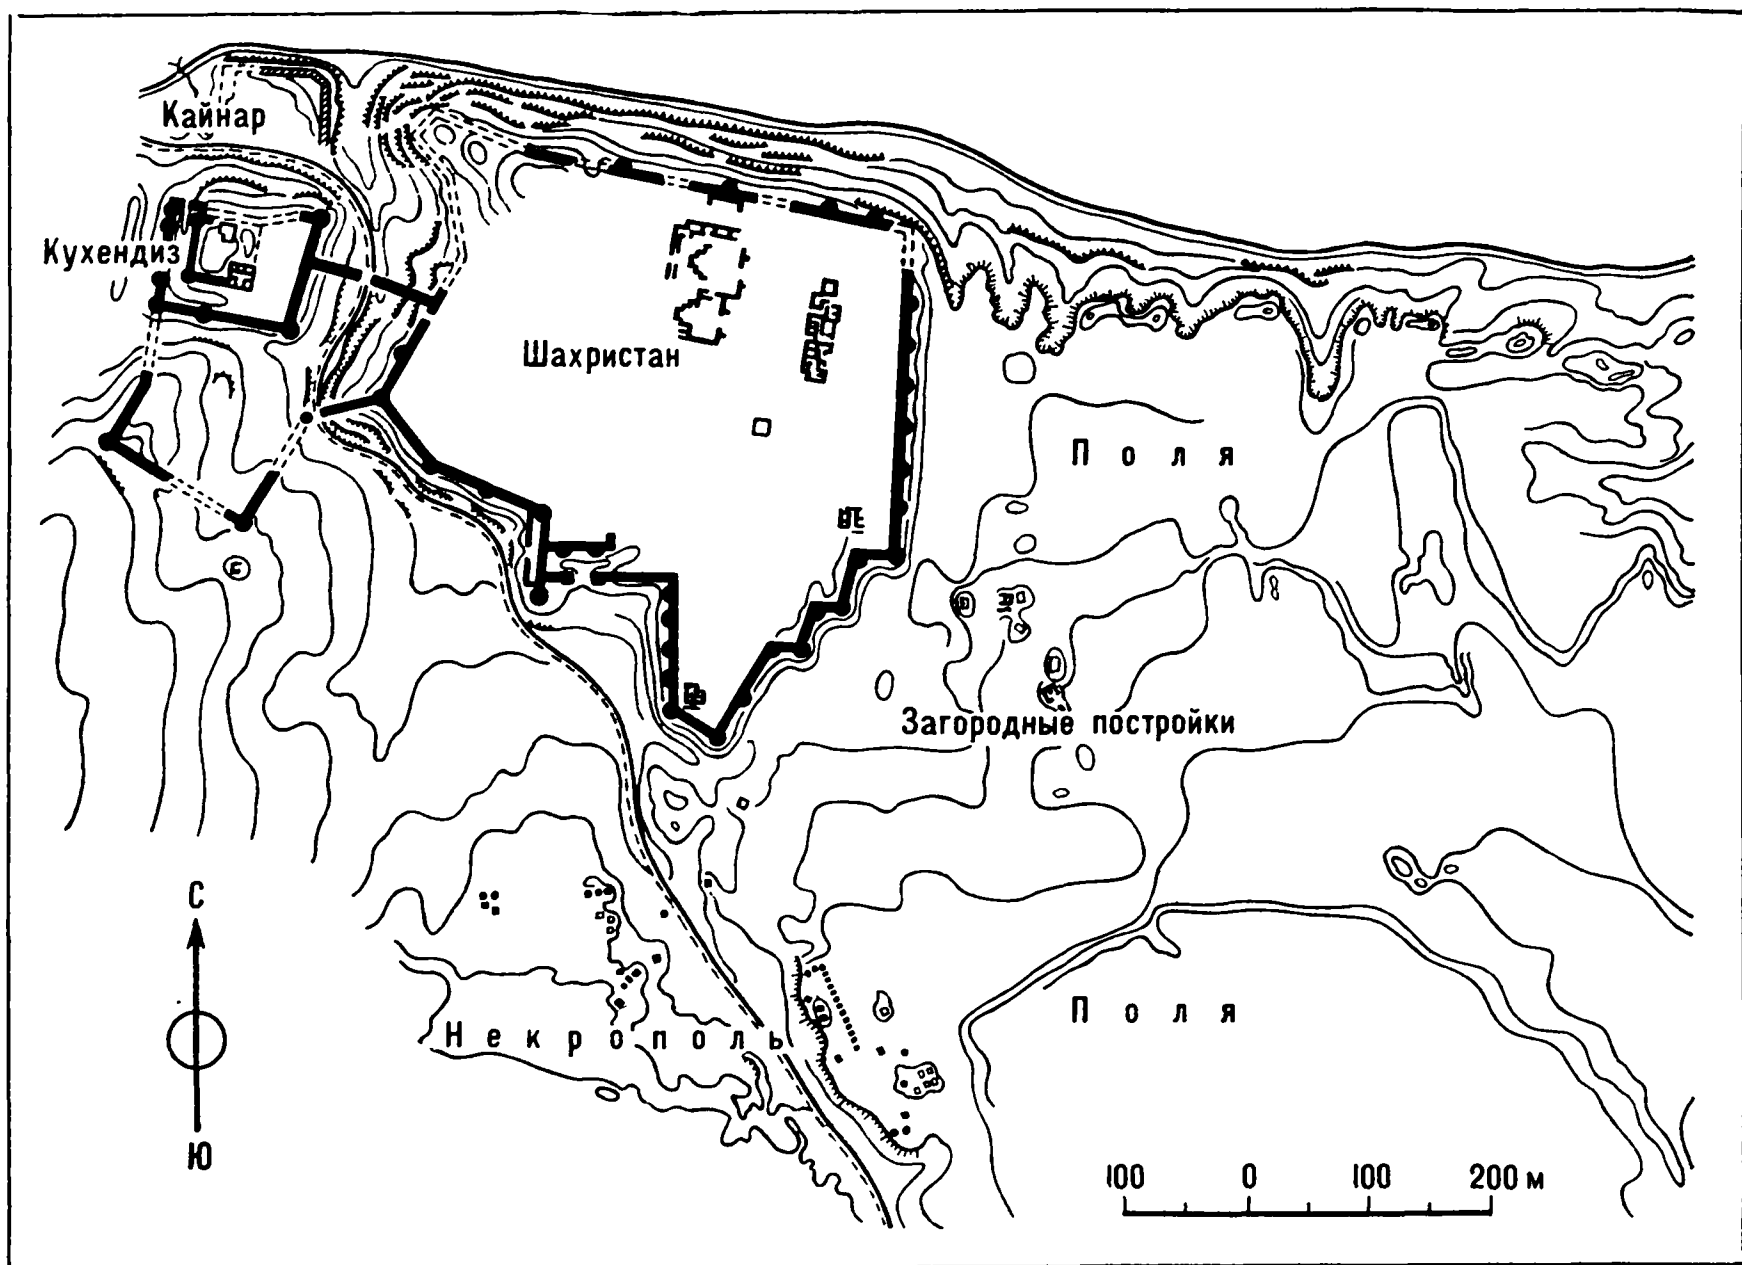 Кайнар
Кухендиз
Шахристан
Поля
Загородные постройки
С
Ю
Некрополь
Поля
100 0 100 200 м